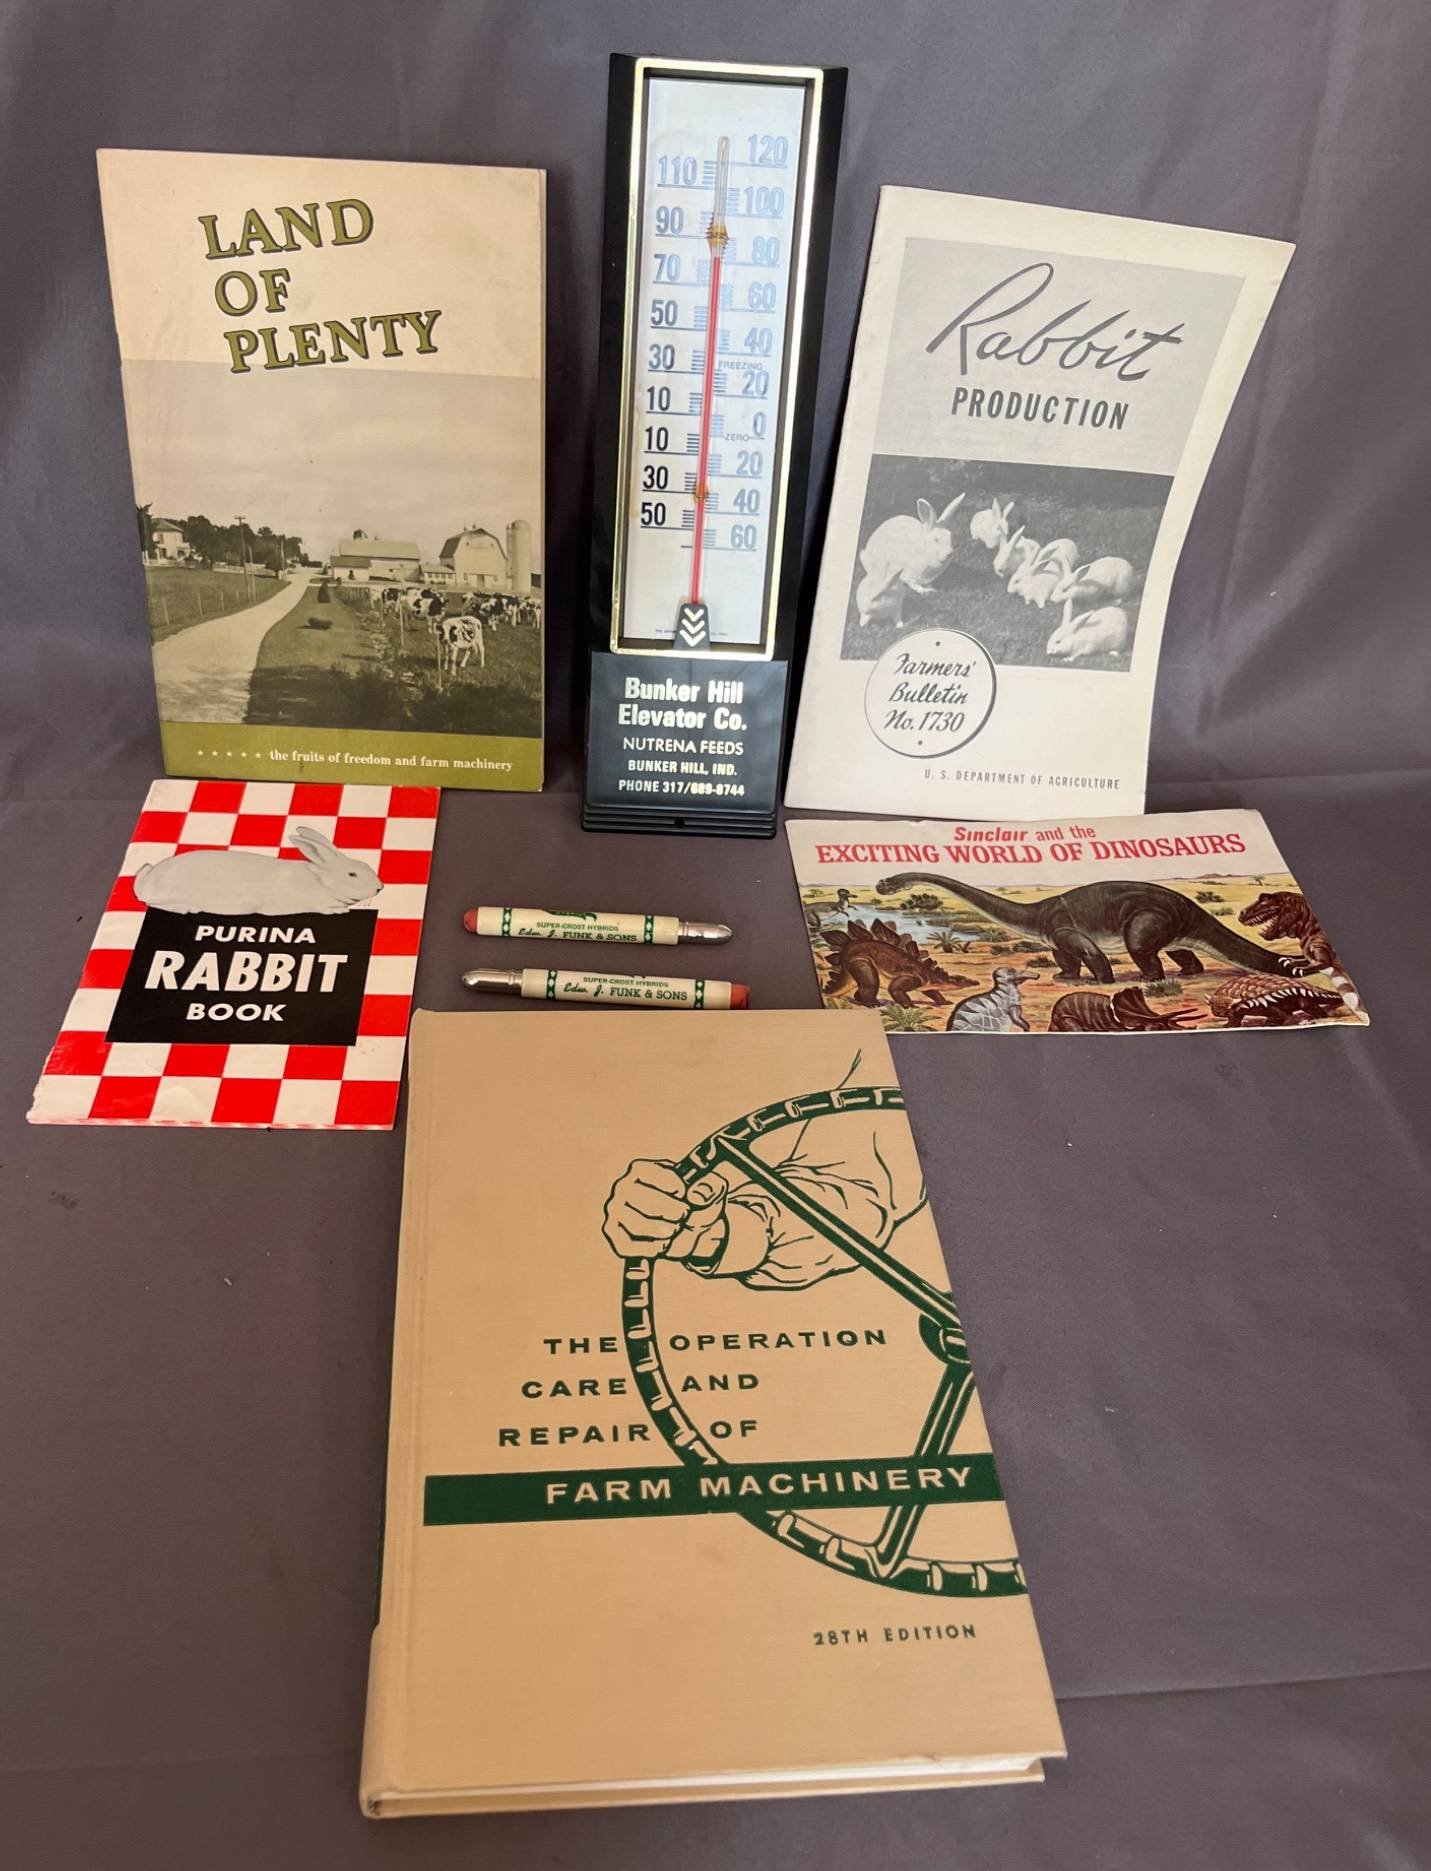 LAND
OF
PLENTY
★ ★ ★ ★ ★ the fruits of freedom and farm machinery
120
110
100
90
80
70
60
50
40
30
FREEZING
20
10
0
ZERO
10
20
30
40
50
60
Bunker Hill
Elevator Co.
NUTRENA FEEDS
BUNKER HILL, IND.
PHONE 317/689-8744
Rabbit
PRODUCTION
Farmers'
Bulletin
No. 1730
U. S. DEPARTMENT OF AGRICULTURE
PURINA
RABBIT
BOOK
SUPER-CROST HYBRIDS
Edw. J. FUNK & SONS
SUPER-CROST HYBRIDS
Edw. J. FUNK & SONS
Sinclair and the
EXCITING WORLD OF DINOSAURS
THE OPERATION
CARE AND
REPAIR OF
FARM MACHINERY
28TH EDITION